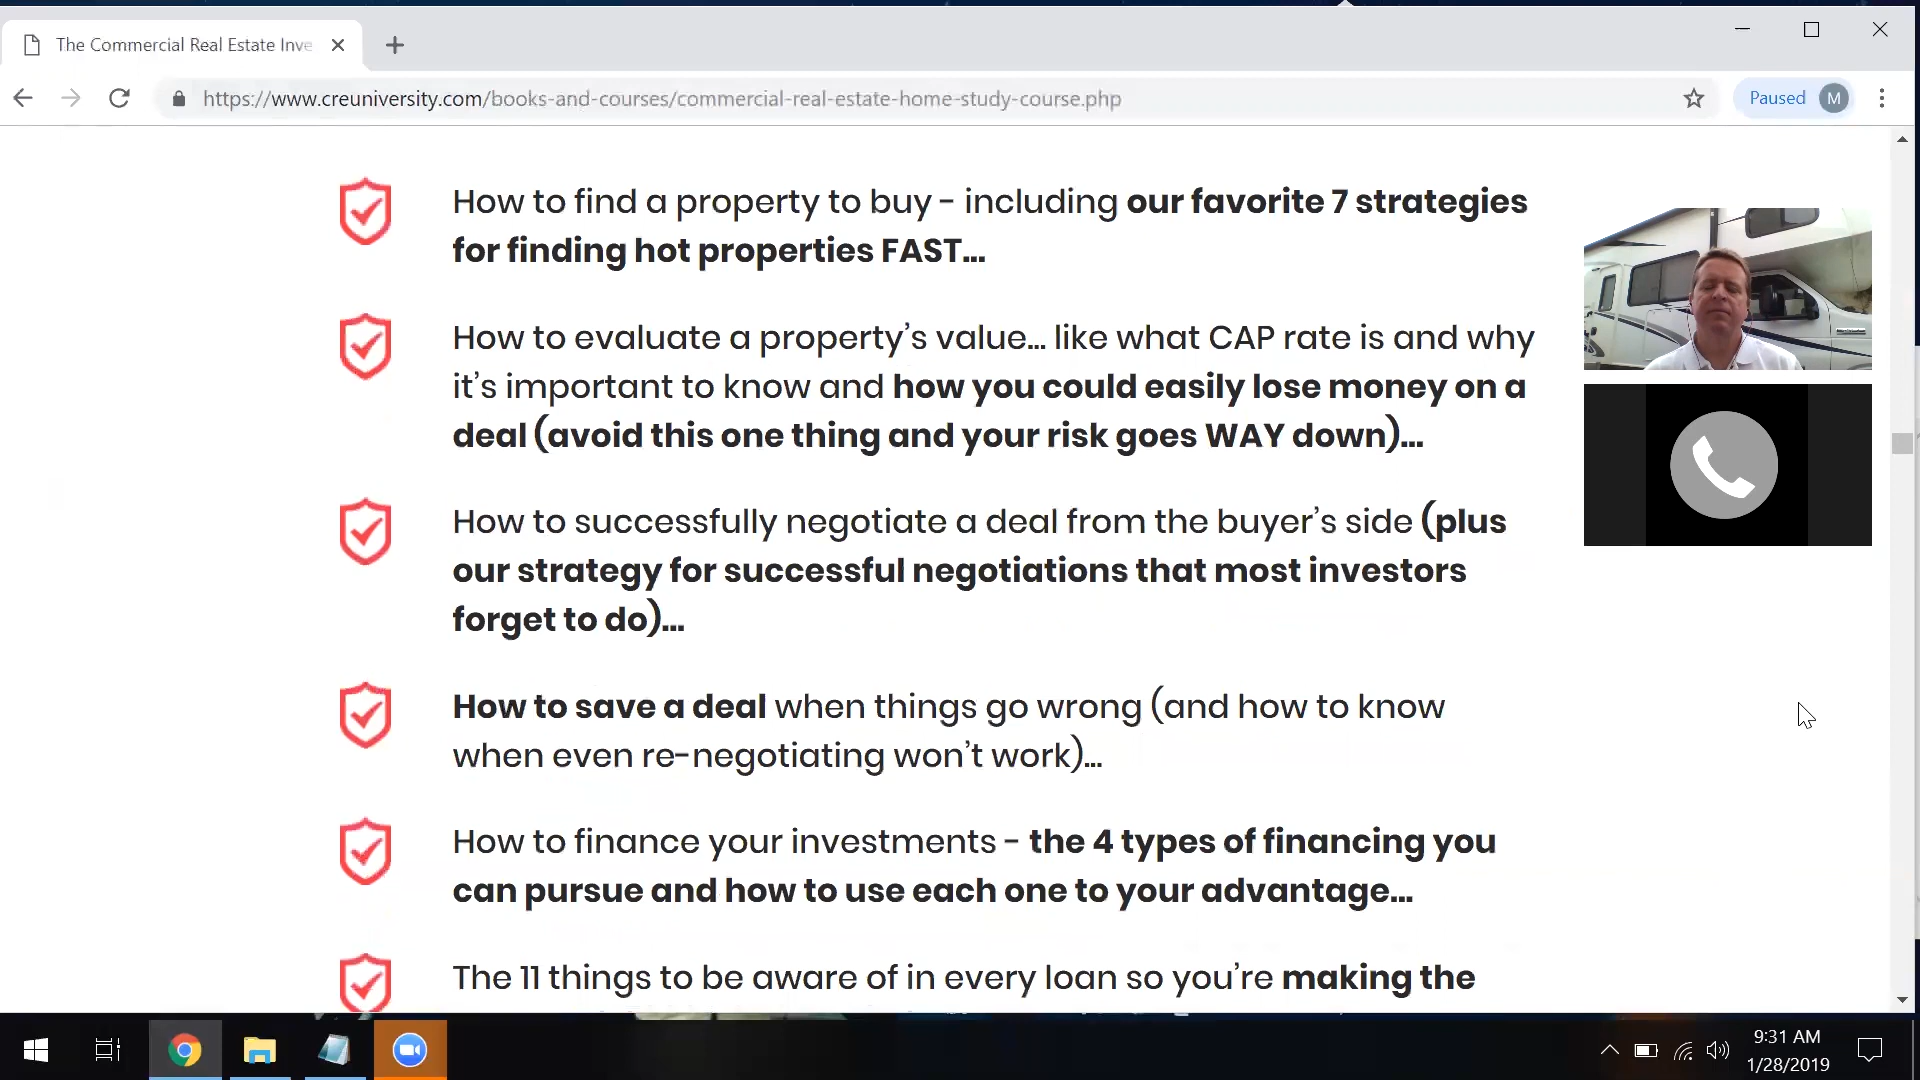 The Commercial Real Estate Inve
https://www.creuniversity.com/books-and-courses/commercial-real-estate-home-study-course.php
Paused M
How to find a property to buy - including our favorite 7 strategies
for finding hot properties FAST...
How to evaluate a property's value... like what CAP rate is and why
it's important to know and how you could easily lose money on a
deal (avoid this one thing and your risk goes WAY down)...
How to successfully negotiate a deal from the buyer's side (plus
our strategy for successful negotiations that most investors
forget to do)...
How to save a deal when things go wrong (and how to know
when even re-negotiating won't work)...
How to finance your investments - the 4 types of financing you
can pursue and how to use each one to your advantage...
The 11 things to be aware of in every loan so you're making the
9:31 AM
1/28/2019